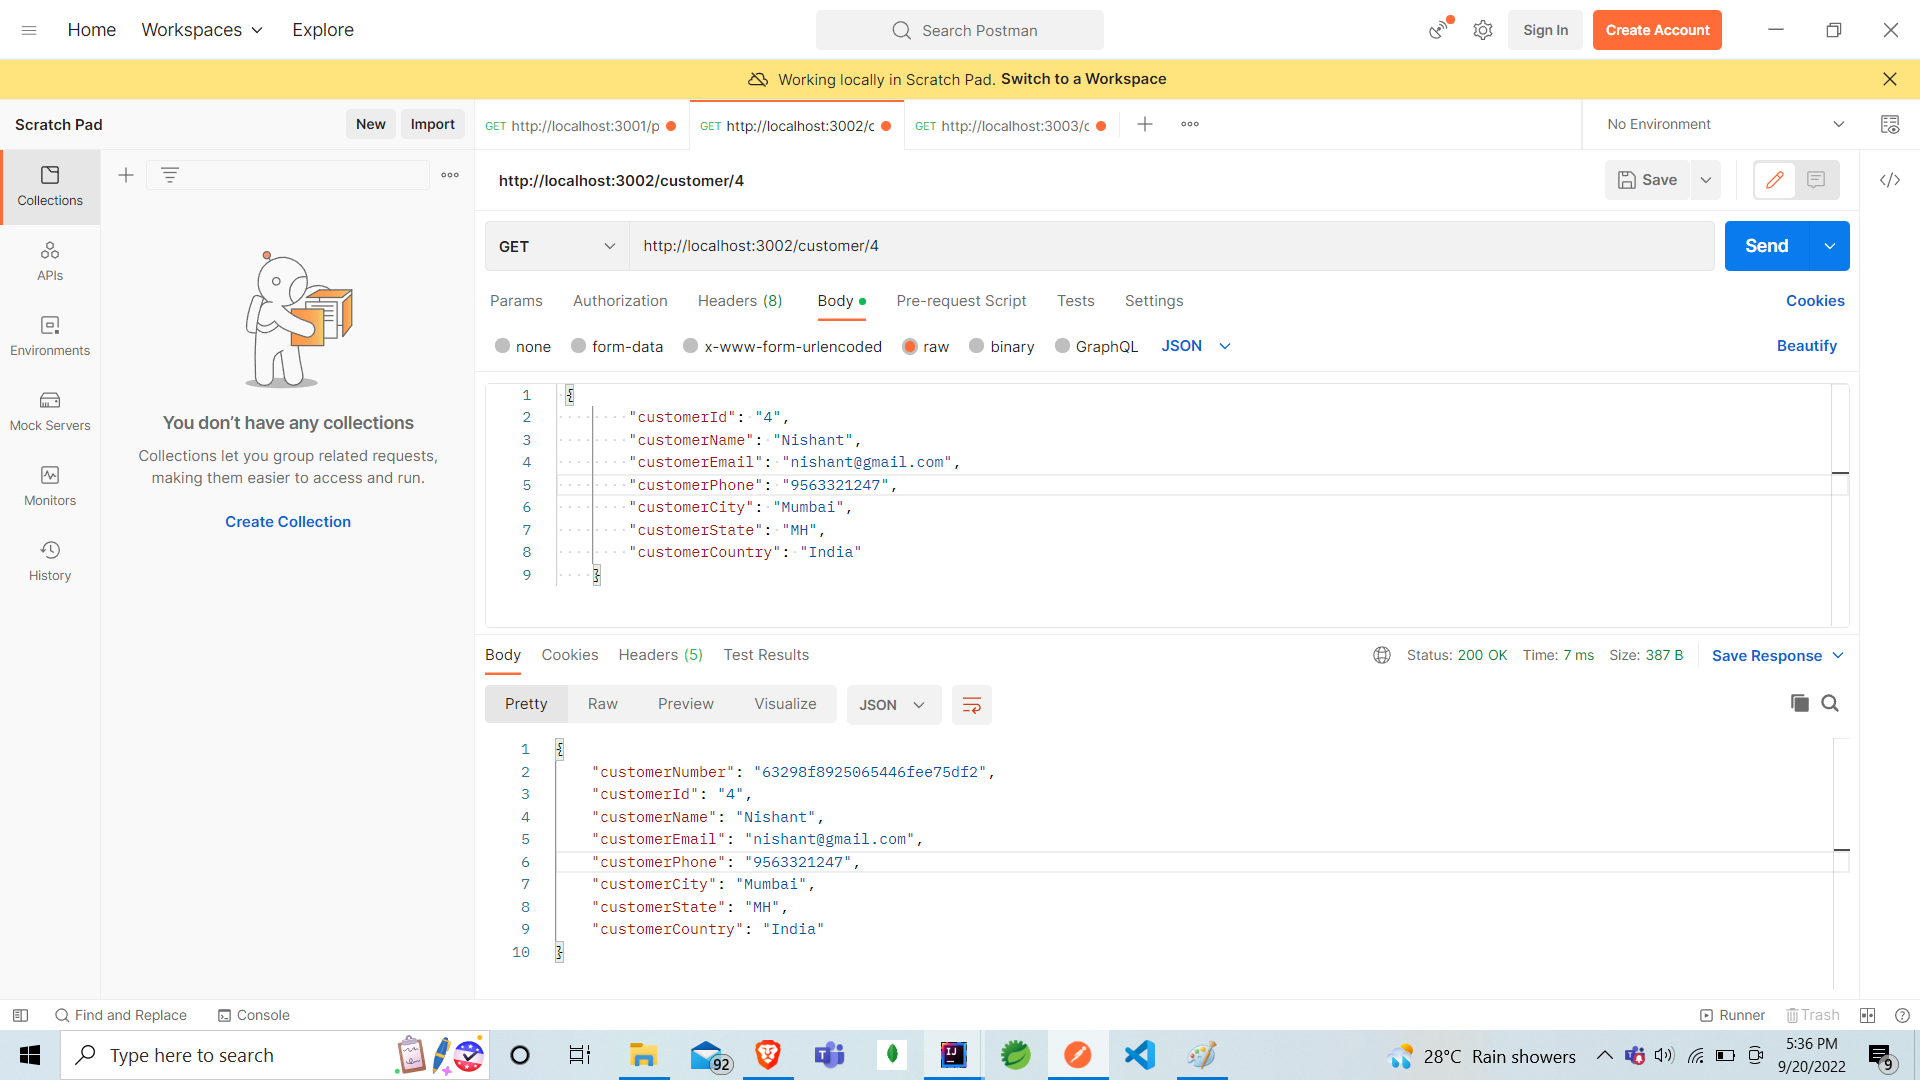 Home Workspaces Explore Search Postman Sign In Create Account
Working locally in Scratch Pad. Switch to a Workspace
Scratch Pad New Import GET http://localhost:3001/p GET http://localhost:3002/c GET http://localhost:3003/c No Environment
Collections
APIs
Environments
Mock Servers
Monitors
History
You don't have any collections
Collections let you group related requests,
making them easier to access and run.
Create Collection
http://localhost:3002/customer/4 Save
GET http://localhost:3002/customer/4 Send
Params Authorization Headers (8) Body Pre-request Script Tests Settings Cookies
none form-data x-www-form-urlencoded raw binary GraphQL JSON Beautify
1 {
2 "customerId": "4",
3 "customerName": "Nishant",
4 "customerEmail": "nishant@gmail.com",
5 "customerPhone": "9563321247",
6 "customerCity": "Mumbai",
7 "customerState": "MH",
8 "customerCountry": "India"
9 }
Body Cookies Headers (5) Test Results Status: 200 OK Time: 7 ms Size: 387 B Save Response
Pretty Raw Preview Visualize JSON
1 {
2 "customerNumber": "63298f8925065446fee75df2",
3 "customerId": "4",
4 "customerName": "Nishant",
5 "customerEmail": "nishant@gmail.com",
6 "customerPhone": "9563321247",
7 "customerCity": "Mumbai",
8 "customerState": "MH",
9 "customerCountry": "India"
10 }
Find and Replace Console Runner Trash
Type here to search 92 28°C Rain showers 5:36 PM
9/20/2022 9